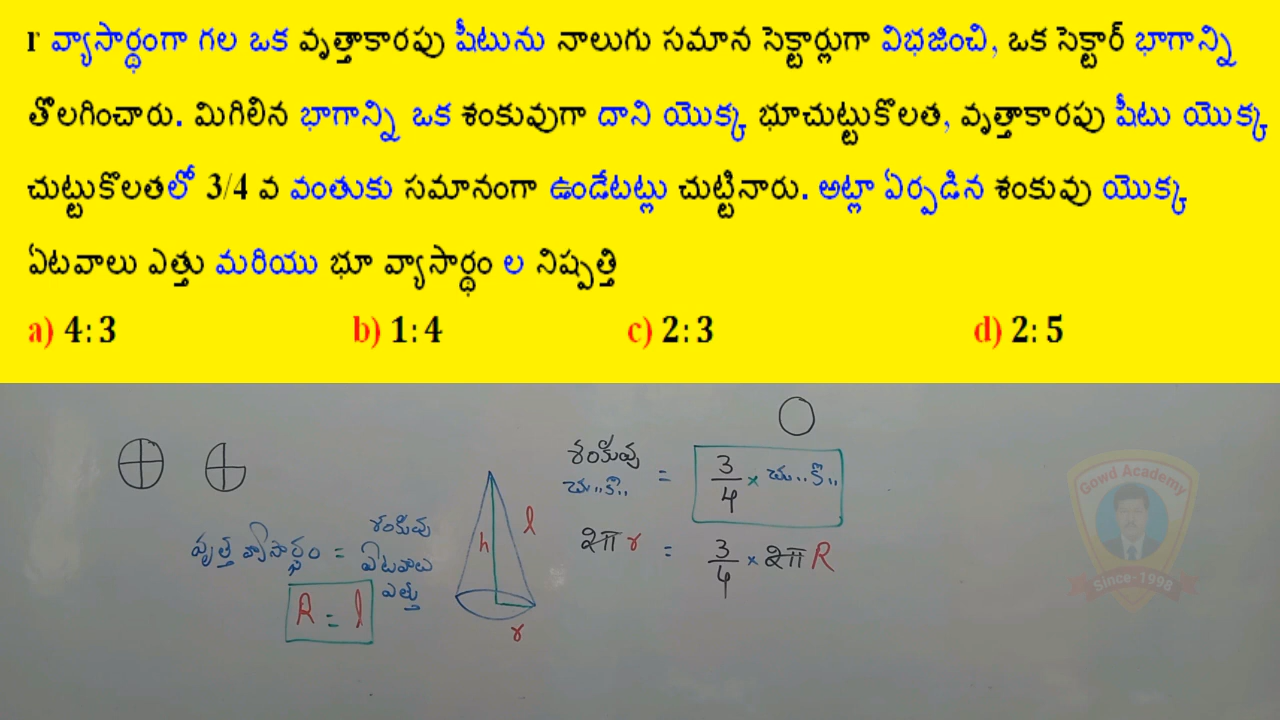 r వ్యాసార్థంగా గల ఒక వృత్తాకారపు షీటును నాలుగు సమాన సెక్టార్లుగా విభజించి, ఒక సెక్టార్ భాగాన్ని
తొలగించారు. మిగిలిన భాగాన్ని ఒక శంకువుగా దాని యొక్క భూచుట్టుకొలత, వృత్తాకారపు షీటు యొక్క
చుట్టుకొలతలో 3/4 వ వంతుకు సమానంగా ఉండేటట్లు చుట్టినారు. అట్లా ఏర్పడిన శంకువు యొక్క
ఏటవాలు ఎత్తు మరియు భూ వ్యాసార్థం ల నిష్పత్తి
a) 4:3 b) 1:4 c) 2:3 d) 2:5
శంకువు
చు..కొ.. = 3/4 × చు..కొ..
2πr = 3/4 × 2πR
వృత్త వ్యాసార్థం = శంకువు
ఏటవాలు
ఎత్తు
R = l
h
l
r
Gowd Academy
Since-1998